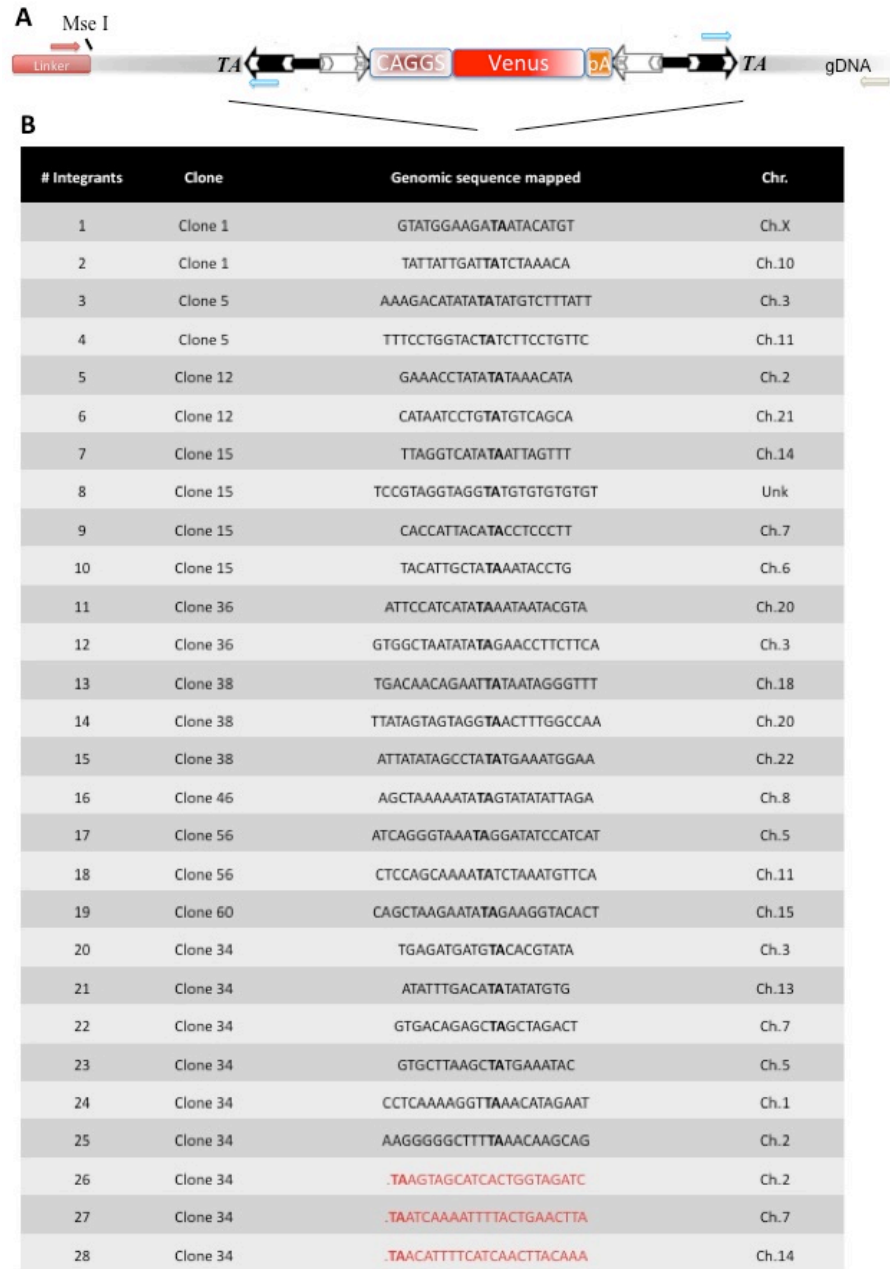 A
Mse I
Linker TA CAGGS Venus pA TA gDNA
B
# Integrants Clone Genomic sequence mapped Chr.
1 Clone 1 GTATGGAAGATAATACATGT Ch.X
2 Clone 1 TATTATTGATTATCTAAACA Ch.10
3 Clone 5 AAAGACATATATATATGTCTTTATT Ch.3
4 Clone 5 TTTCCTGGTACTATCTTCCTGTTC Ch.11
5 Clone 12 GAAACCTATATATAAACATA Ch.2
6 Clone 12 CATAATCCTGTATGTCAGCA Ch.21
7 Clone 15 TTAGGTCATATAATTAGTTT Ch.14
8 Clone 15 TCCGTAGGTAGGTATGTGTGTGTGT Unk
9 Clone 15 CACCATTACATACCTCCCTT Ch.7
10 Clone 15 TACATTGCTATAAATACCTG Ch.6
11 Clone 36 ATTCCATCATATAAATAATACGTA Ch.20
12 Clone 36 GTGGCTAATATATAGAACCTTCTTCA Ch.3
13 Clone 38 TGACAACAGAATTATAATAGGGTTT Ch.18
14 Clone 38 TTATAGTAGTAGGTAACTTTGGCCAA Ch.20
15 Clone 38 ATTATATAGCCTATATGAAATGGAA Ch.22
16 Clone 46 AGCTAAAAATATAGTATATATTAGA Ch.8
17 Clone 56 ATCAGGGTAAATAGGATATCCATCAT Ch.5
18 Clone 56 CTCCAGCAAAATATCTAAATGTTCA Ch.11
19 Clone 60 CAGCTAAGAATATAGAAGGTACACT Ch.15
20 Clone 34 TGAGATGATGTACACGTATA Ch.3
21 Clone 34 ATATTTGACATATATATGTG Ch.13
22 Clone 34 GTGACAGAGCTAGCTAGACT Ch.7
23 Clone 34 GTGCTTAAGCTATGAAATAC Ch.5
24 Clone 34 CCTCAAAAGGTTAAACATAGAAT Ch.1
25 Clone 34 AAGGGGGCTTTTAAACAAGCAG Ch.2
26 Clone 34 .TAAGTAGCATCACTGGTAGATC Ch.2
27 Clone 34 .TAATCAAAATTTTACTGAACTTA Ch.7
28 Clone 34 .TAACATTTTCATCAACTTACAAA Ch.14